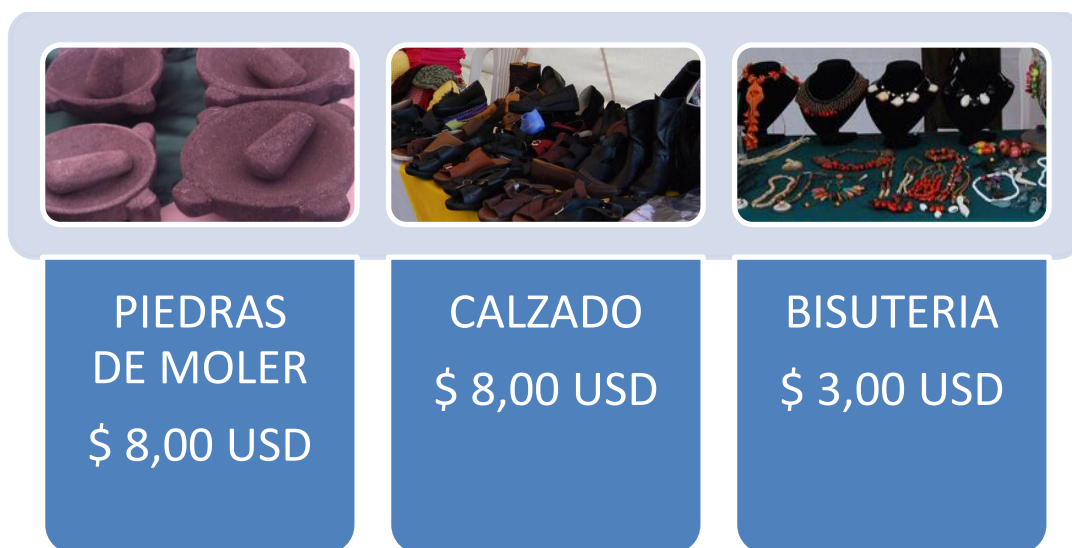 PIEDRAS
DE MOLER
$ 8,00 USD
CALZADO
$ 8,00 USD
BISUTERIA
$ 3,00 USD